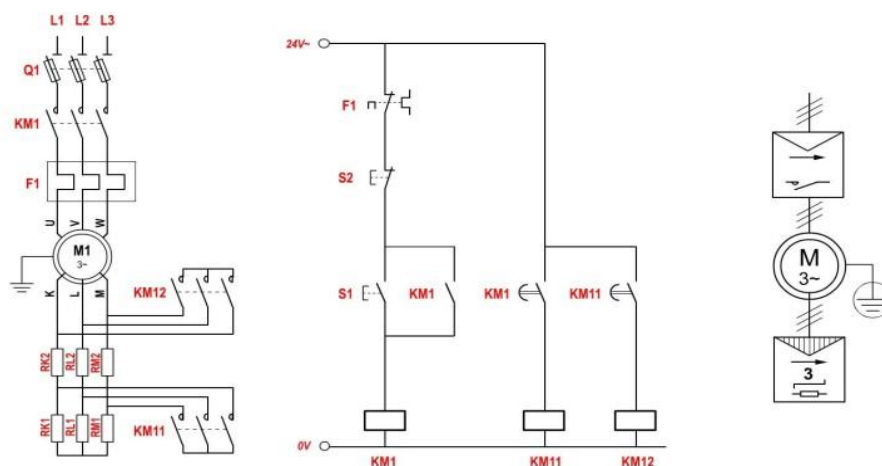 L1 L2 L3
Q1
KM1
F1
U V W
M1
3~
K L M
KM12
RK2 RL2 RM2
RK1 RL1 RM1
KM11
24V~
F1
S2
S1 KM1 KM1 KM11
0V
KM1 KM11 KM12
M
3~
3